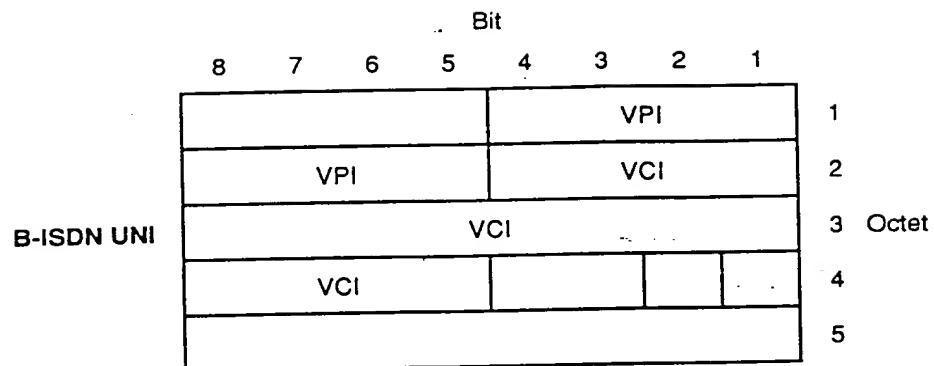 Bit
8 7 6 5 4 3 2 1
VPI 1
VPI VCI 2
B-ISDN UNI VCI 3 Octet
VCI 4
5